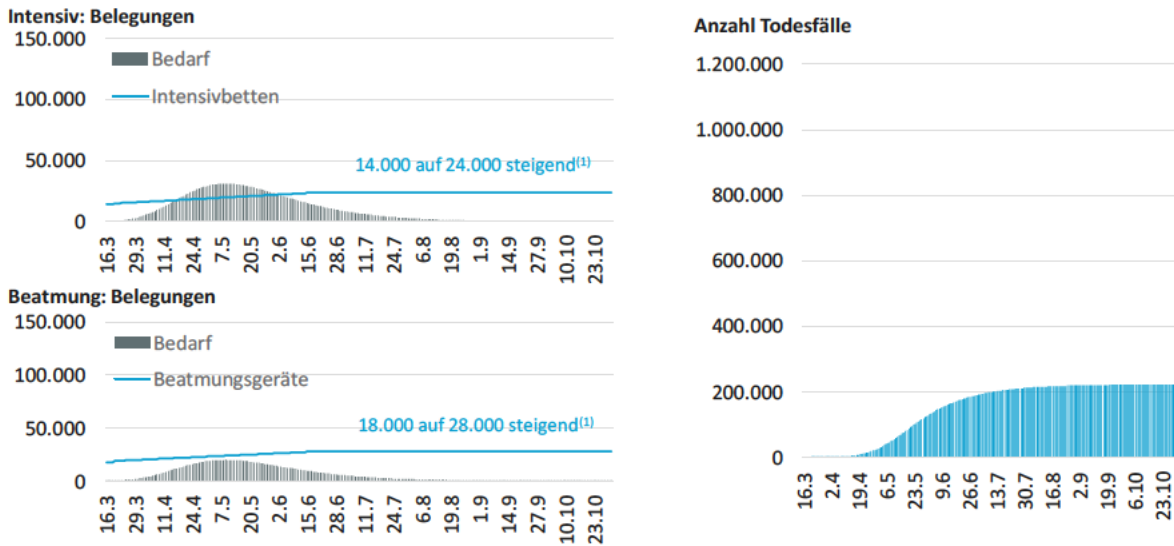 Intensiv: Belegungen
150.000
Bedarf
100.000
Intensivbetten
50.000
14.000 auf 24.000 steigend(1)
0
16.3 29.3 11.4 24.4 7.5 20.5 2.6 15.6 28.6 11.7 24.7 6.8 19.8 1.9 14.9 27.9 10.10 23.10
Beatmung: Belegungen
150.000
Bedarf
100.000
Beatmungsgeräte
50.000
18.000 auf 28.000 steigend(1)
0
16.3 29.3 11.4 24.4 7.5 20.5 2.6 15.6 28.6 11.7 24.7 6.8 19.8 1.9 14.9 27.9 10.10 23.10
Anzahl Todesfälle
1.200.000
1.000.000
800.000
600.000
400.000
200.000
0
16.3 2.4 19.4 6.5 23.5 9.6 26.6 13.7 30.7 16.8 2.9 19.9 6.10 23.10